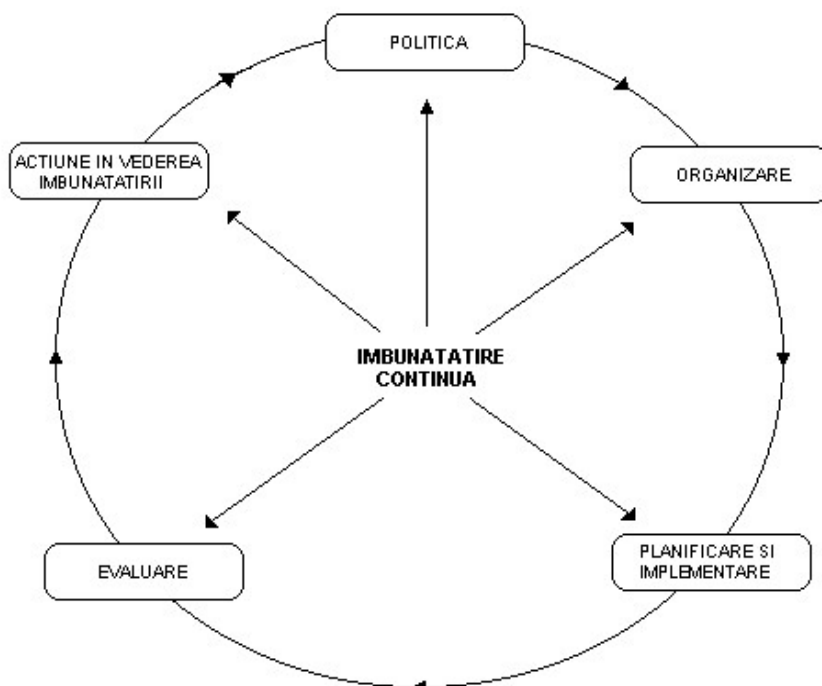 POLITICA
ACTIUNE IN VEDEREA
IMBUNATATIRII
ORGANIZARE
IMBUNATATIRE
CONTINUA
EVALUARE
PLANIFICARE SI
IMPLEMENTARE